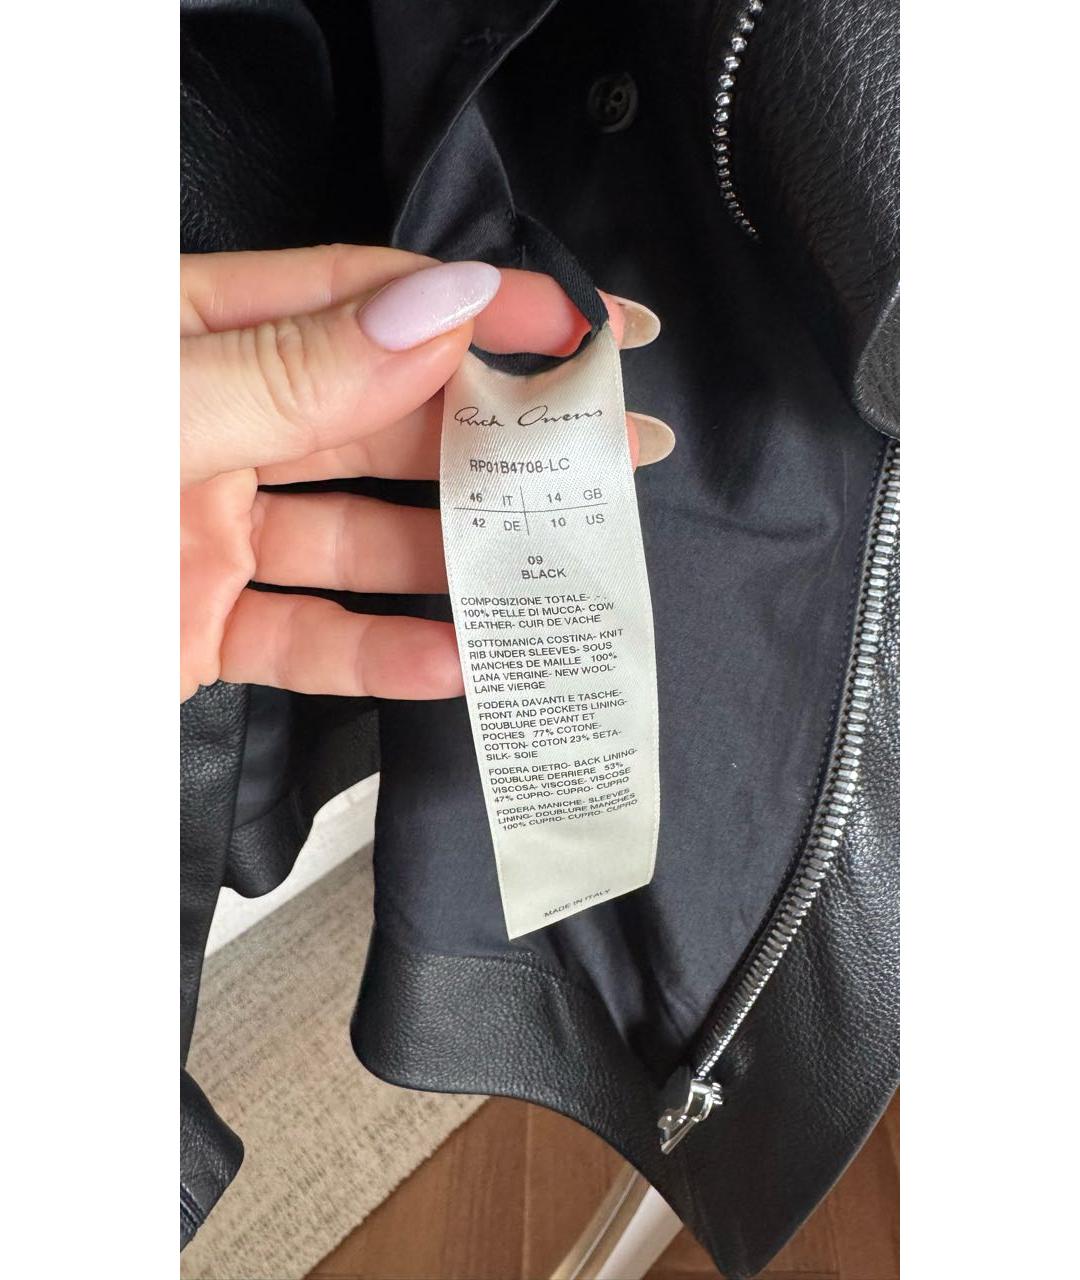 Rick Owens
RP01B4708-LC
46 IT 14 GB
42 DE 10 US
09
BLACK
COMPOSIZIONE TOTALE- - -
100% PELLE DI MUCCA- COW
LEATHER- CUIR DE VACHE
SOTTOMANICA COSTINA- KNIT
RIB UNDER SLEEVES- SOUS
MANCHES DE MAILLE 100%
LANA VERGINE- NEW WOOL-
LAINE VIERGE
FODERA DAVANTI E TASCHE-
FRONT AND POCKETS LINING-
DOUBLURE DEVANT ET
POCHES 77% COTONE-
COTTON- COTON 23% SETA-
SILK- SOIE
FODERA DIETRO- BACK LINING-
DOUBLURE DERRIERE 53%
VISCOSA- VISCOSE- VISCOSE
47% CUPRO- CUPRO- CUPRO
FODERA MANICHE- SLEEVES
LINING- DOUBLURE MANCHES
100% CUPRO- CUPRO- CUPRO
MADE IN ITALY